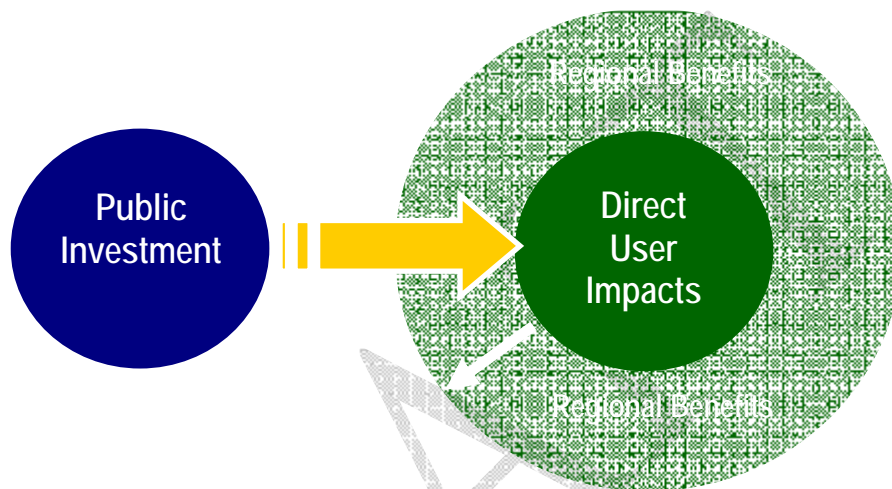 Regional Benefits
Public
Investment
Direct
User
Impacts
Regional Benefits